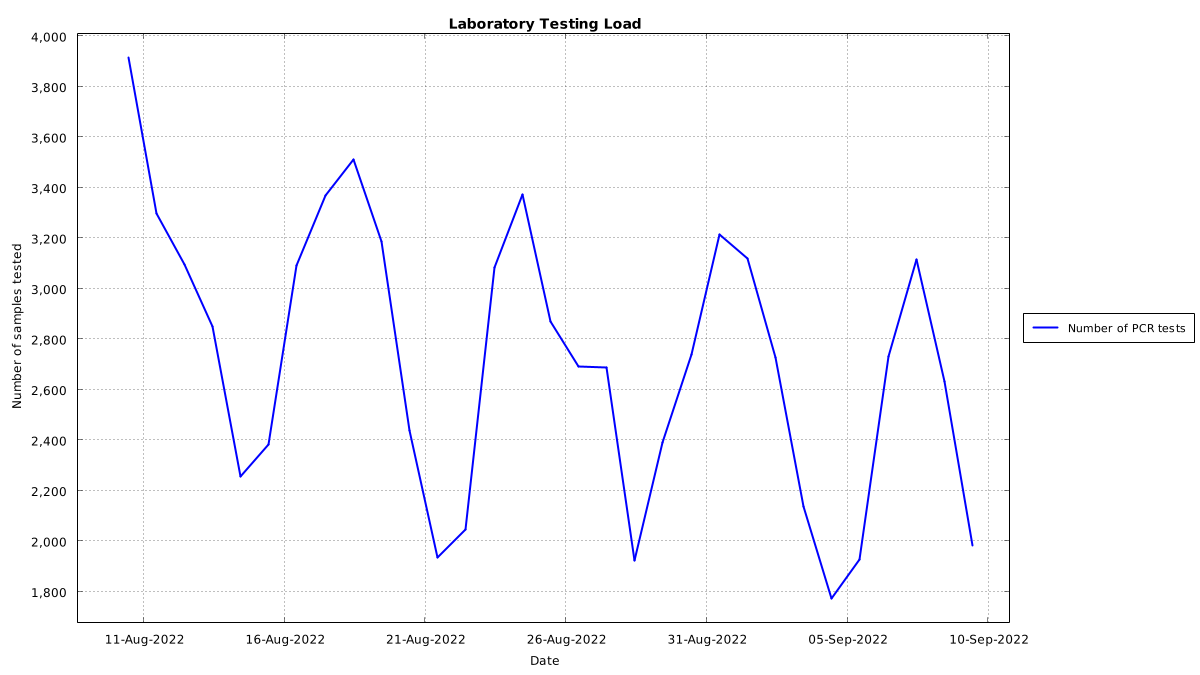 Laboratory Testing Load
4,000
3,800
3,600
3,400
3,200
3,000
2,800
2,600
2,400
2,200
2,000
1,800
Number of samples tested
11-Aug-2022
16-Aug-2022
21-Aug-2022
26-Aug-2022
31-Aug-2022
05-Sep-2022
10-Sep-2022
Date
Number of PCR tests